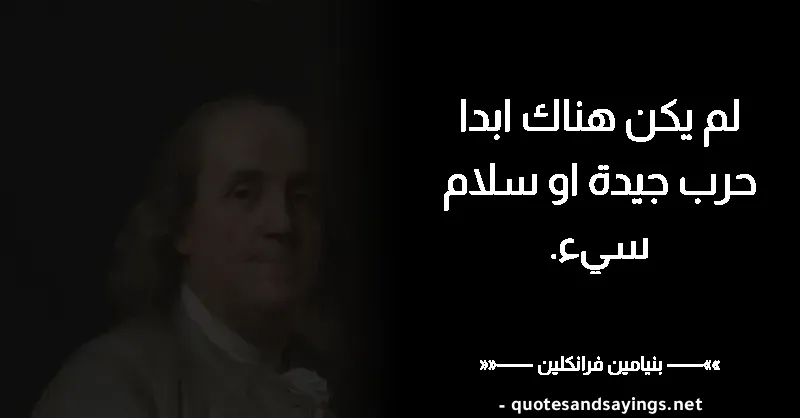 لم يكن هناك ابدا
حرب جيدة او سلام
سيء.
»»—— بنيامين فرانكلين ——««
- quotesandsayings.net